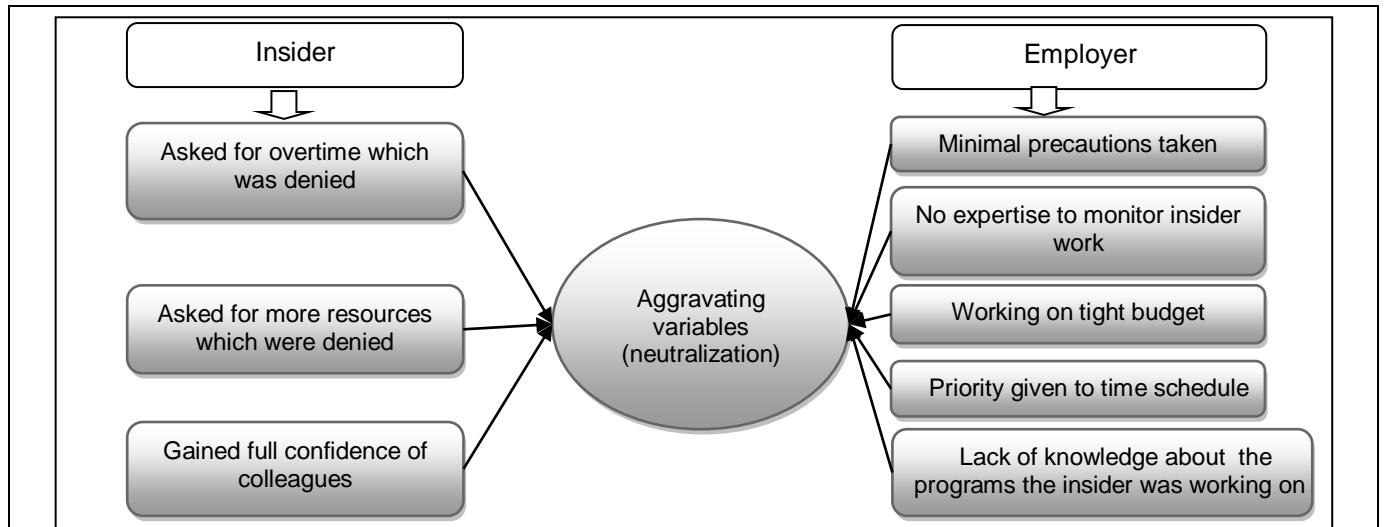 Insider
Asked for overtime which
was denied
Asked for more resources
which were denied
Gained full confidence of
colleagues
Aggravating
variables
(neutralization)
Employer
Minimal precautions taken
No expertise to monitor insider
work
Working on tight budget
Priority given to time schedule
Lack of knowledge about the
programs the insider was working on